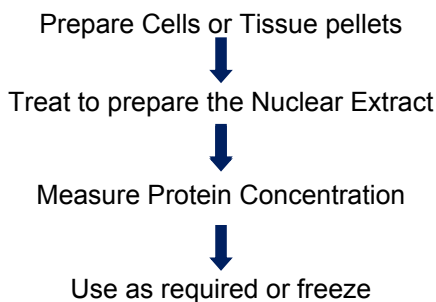 Prepare Cells or Tissue pellets
Treat to prepare the Nuclear Extract
Measure Protein Concentration
Use as required or freeze